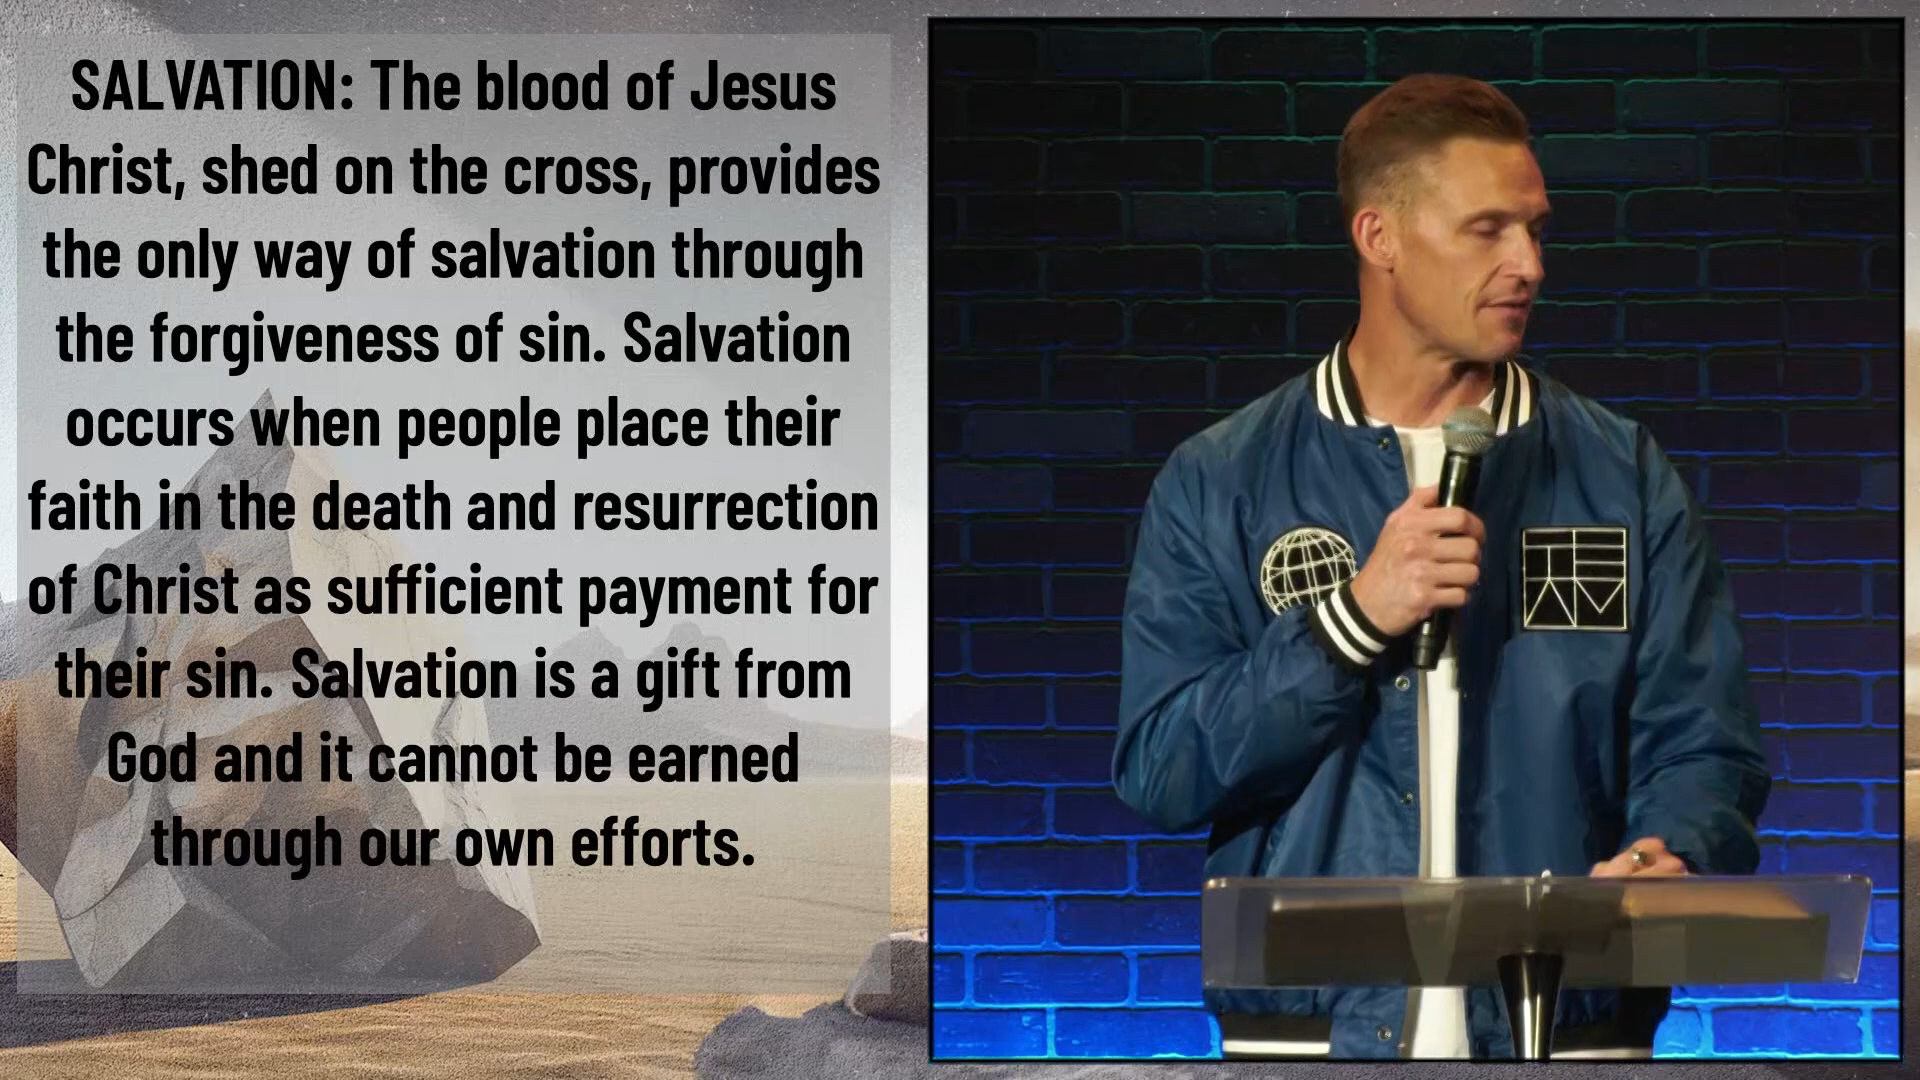 SALVATION: The blood of Jesus
Christ, shed on the cross, provides
the only way of salvation through
the forgiveness of sin. Salvation
occurs when people place their
faith in the death and resurrection
of Christ as sufficient payment for
their sin. Salvation is a gift from
God and it cannot be earned
through our own efforts.
TEAM